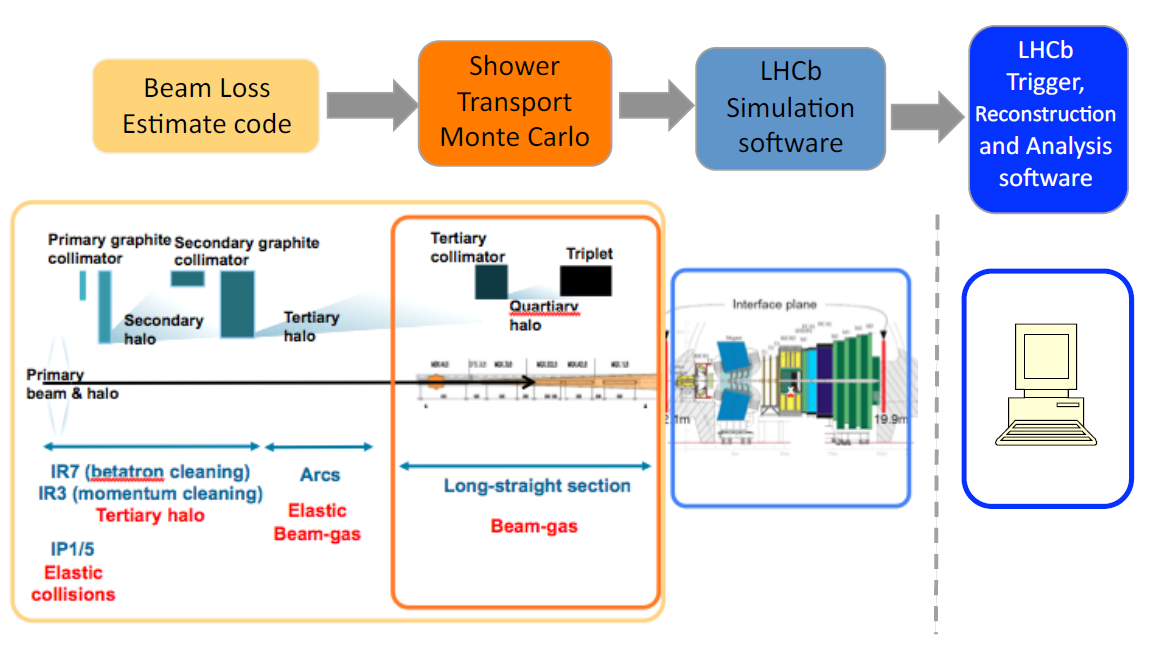 Beam Loss
Estimate code
Shower
Transport
Monte Carlo
LHCb
Simulation
software
LHCb
Trigger,
Reconstruction
and Analysis
software
Primary graphite
collimator
Secondary graphite
collimator
Secondary
halo
Tertiary
halo
Primary
beam & halo
Tertiary
collimator
Triplet
Quartiary
halo
Interface plane
2.1m
19.9m
IR7 (betatron cleaning)
IR3 (momentum cleaning)
Tertiary halo
IP1/5
Elastic
collisions
Arcs
Elastic
Beam-gas
Long-straight section
Beam-gas